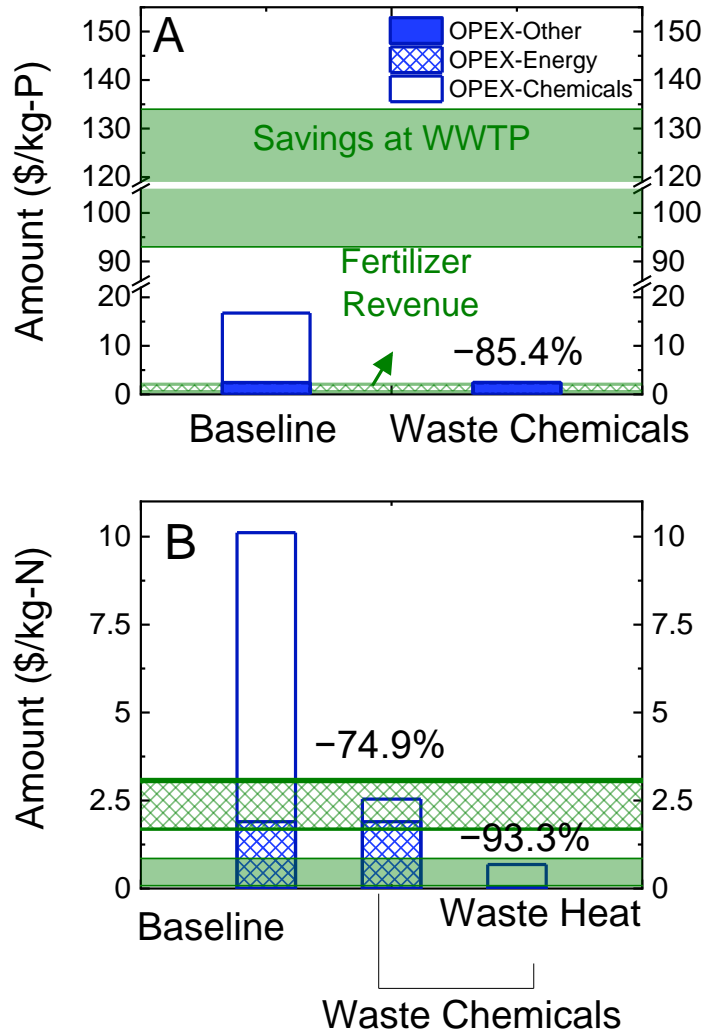 A
OPEX-Other
OPEX-Energy
OPEX-Chemicals
Amount ($/kg-P)
150
140
130
120
100
90
20
10
0
150
140
130
120
100
90
20
10
0
Savings at WWTP
Fertilizer
Revenue
−85.4%
Baseline
Waste Chemicals
B
Amount ($/kg-N)
10
7.5
5
2.5
0
10
7.5
5
2.5
0
−74.9%
−93.3%
Baseline
Waste Heat
Waste Chemicals